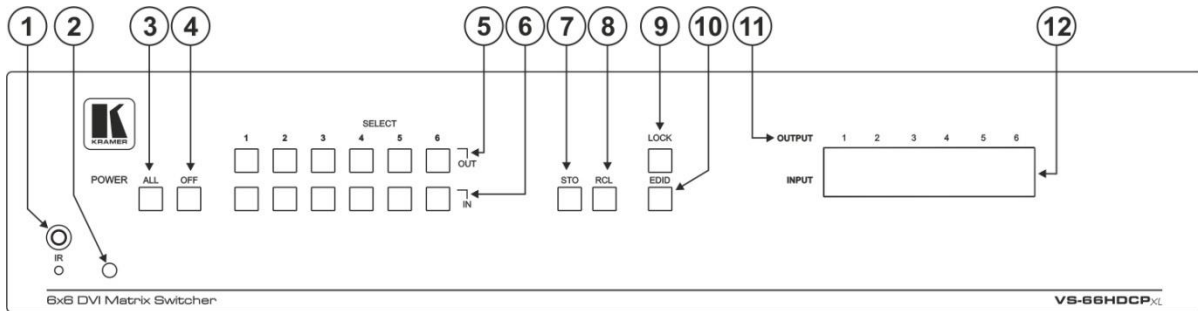 1 2 3 4 5 6 7 8 9 10 11 12
K
KRAMER
SELECT
1 2 3 4 5 6
OUT
LOCK
OUTPUT 1 2 3 4 5 6
POWER ALL OFF
STO RCL EDID
INPUT
IN
IR
6x6 DVI Matrix Switcher
VS-66HDCPXL